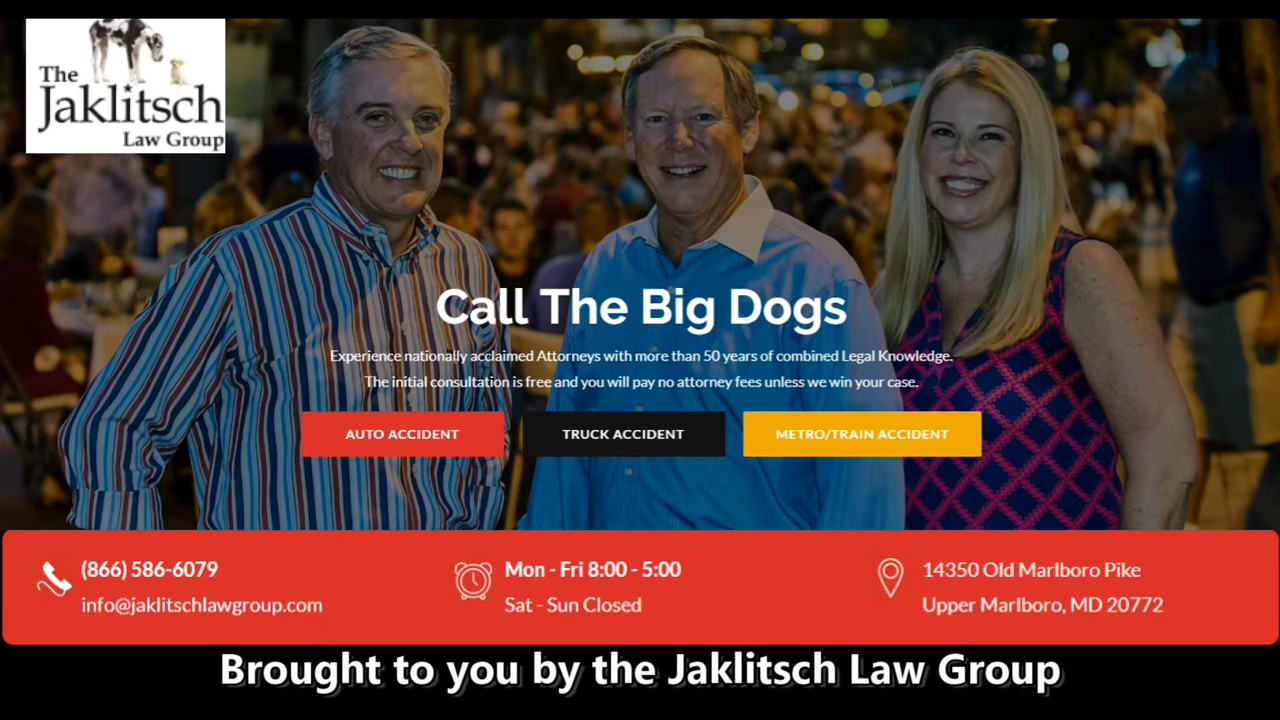 The
Jaklitsch
Law Group
Call The Big Dogs
Experience nationally acclaimed Attorneys with more than 50 years of combined Legal Knowledge.
The initial consultation is free and you will pay no attorney fees unless we win your case.
AUTO ACCIDENT
TRUCK ACCIDENT
METRO/TRAIN ACCIDENT
(866) 586-6079
info@jaklitschlawgroup.com
Mon - Fri 8:00 - 5:00
Sat - Sun Closed
14350 Old Marlboro Pike
Upper Marlboro, MD 20772
Brought to you by the Jaklitsch Law Group